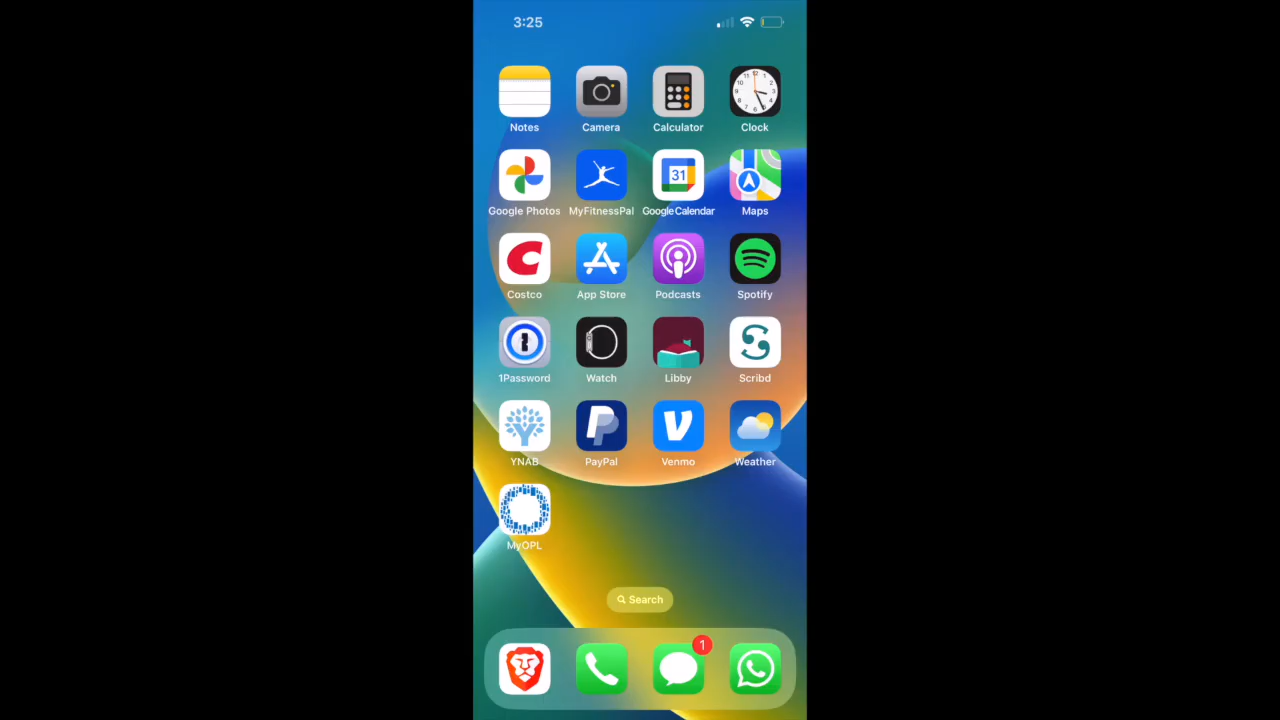 3:25
Notes Camera Calculator Clock
31
Google Photos MyFitnessPal Google Calendar Maps
Costco App Store Podcasts Spotify
1Password Watch Libby Scribd
YNAB PayPal Venmo Weather
MyOPL
Search
1